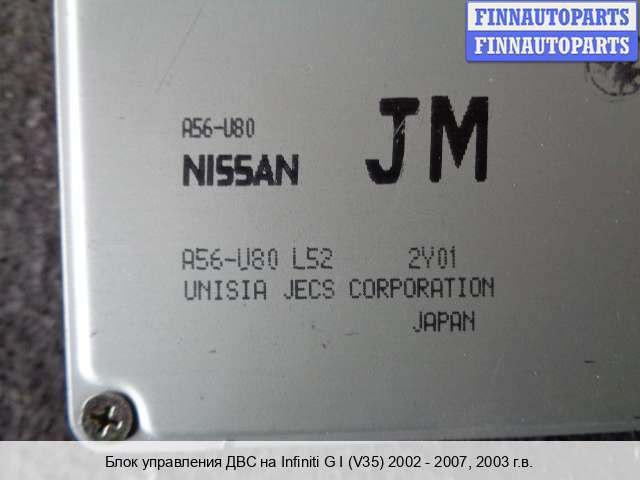 FINNAUTOPARTS
FINNAUTOPARTS
A56-U80
NISSAN JM
A56-U80 L52 2Y01
UNISIA JECS CORPORATION
JAPAN
Блок управления ДВС на Infiniti G I (V35) 2002 - 2007, 2003 г.в.